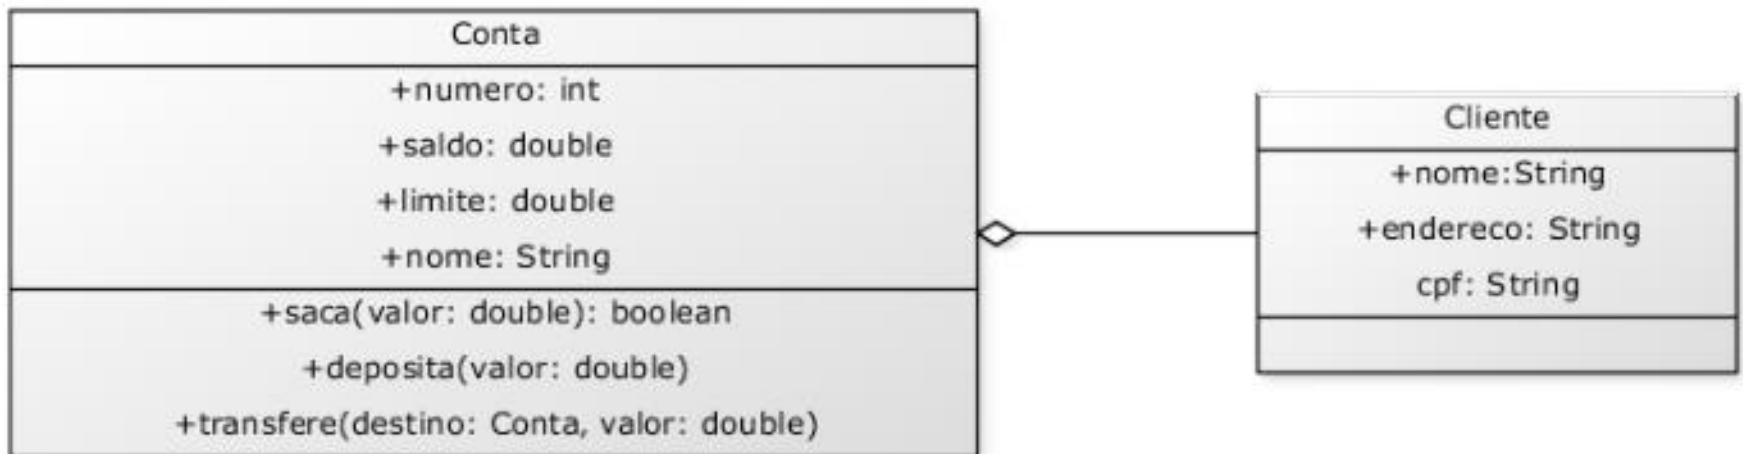 Conta
+numero: int
+saldo: double
+limite: double
+nome: String
+saca(valor: double): boolean
+deposita(valor: double)
+transfere(destino: Conta, valor: double)
Cliente
+nome:String
+endereco: String
cpf: String